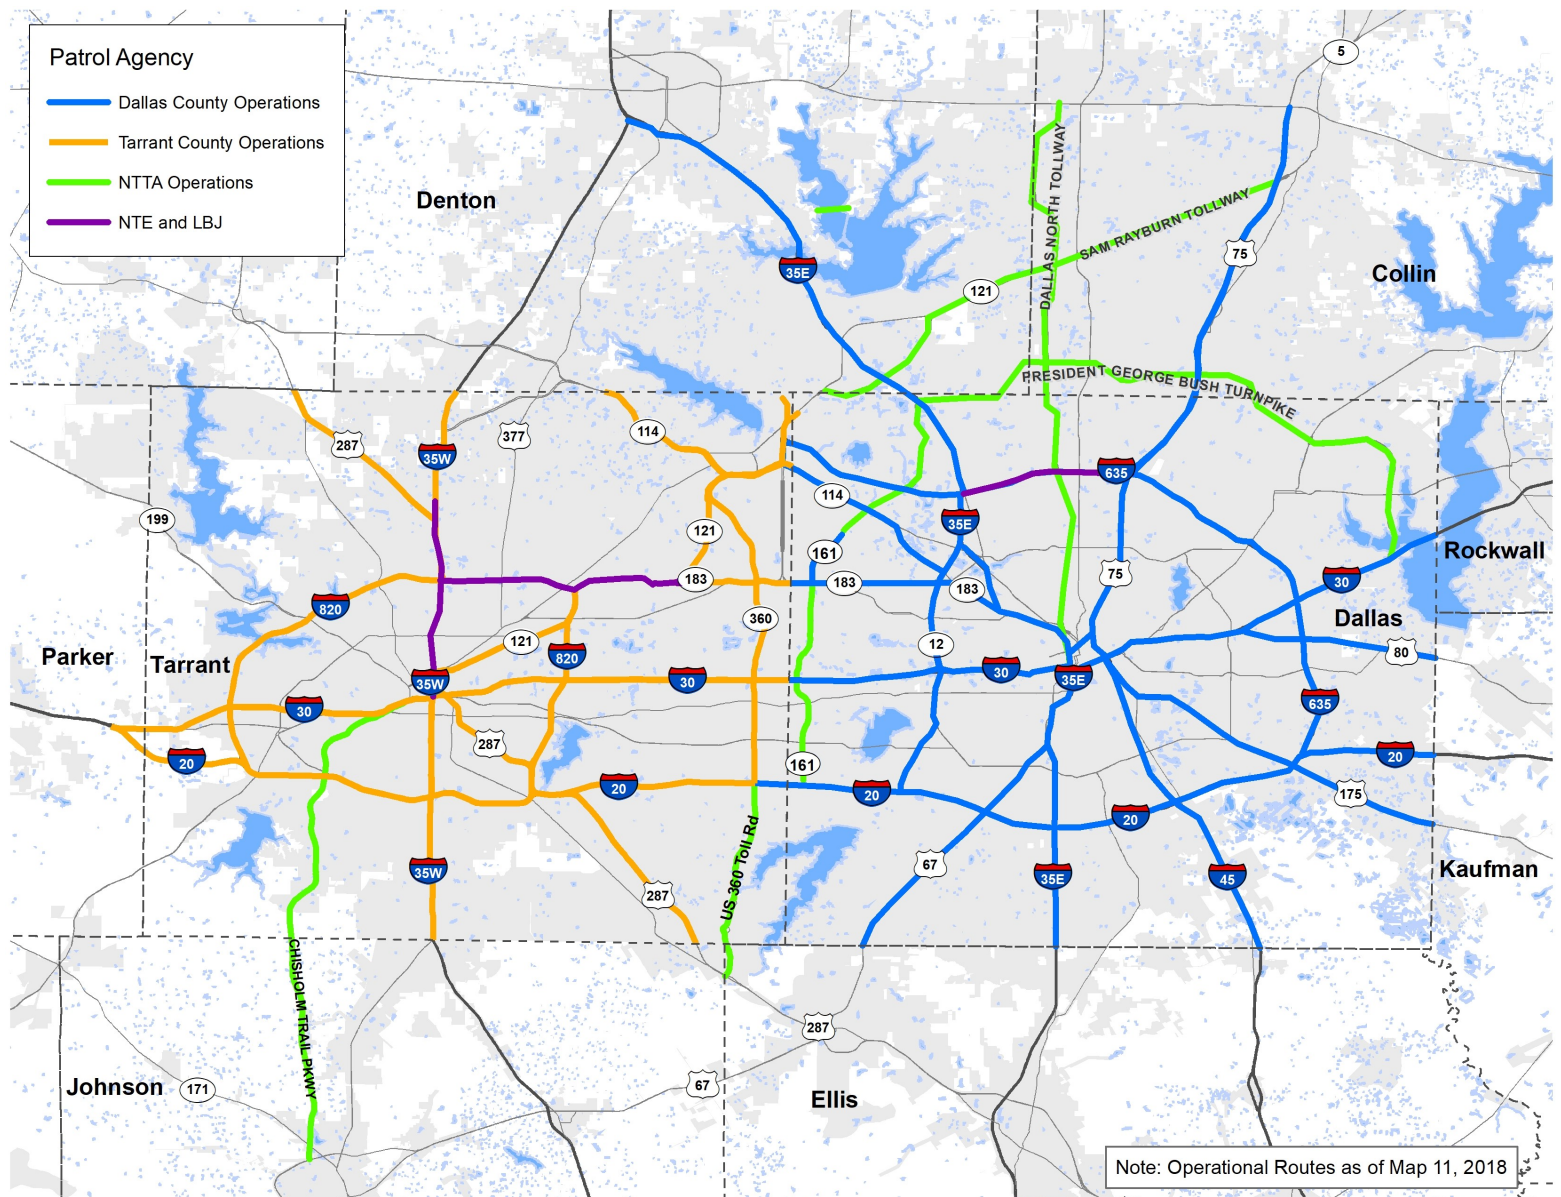 Patrol Agency
Dallas County Operations
Tarrant County Operations
NTTA Operations
NTE and LBJ
5
Denton
DALLAS NORTH TOLLWAY
SAM RAYBURN TOLLWAY
75
35E
121
Collin
PRESIDENT GEORGE BUSH TURNPIKE
287
35W
377
114
635
114
199
35E
121
161
Rockwall
183
183
75
30
183
820
360
Dallas
121
12
820
80
Parker
Tarrant
35W
30
30
35E
30
635
287
20
161
20
20
20
175
20
US 360 Toll Rd
67
35W
35E
45
Kaufman
287
CHISHOLM TRAIL PKWY
287
Johnson
171
67
Ellis
Note: Operational Routes as of Map 11, 2018